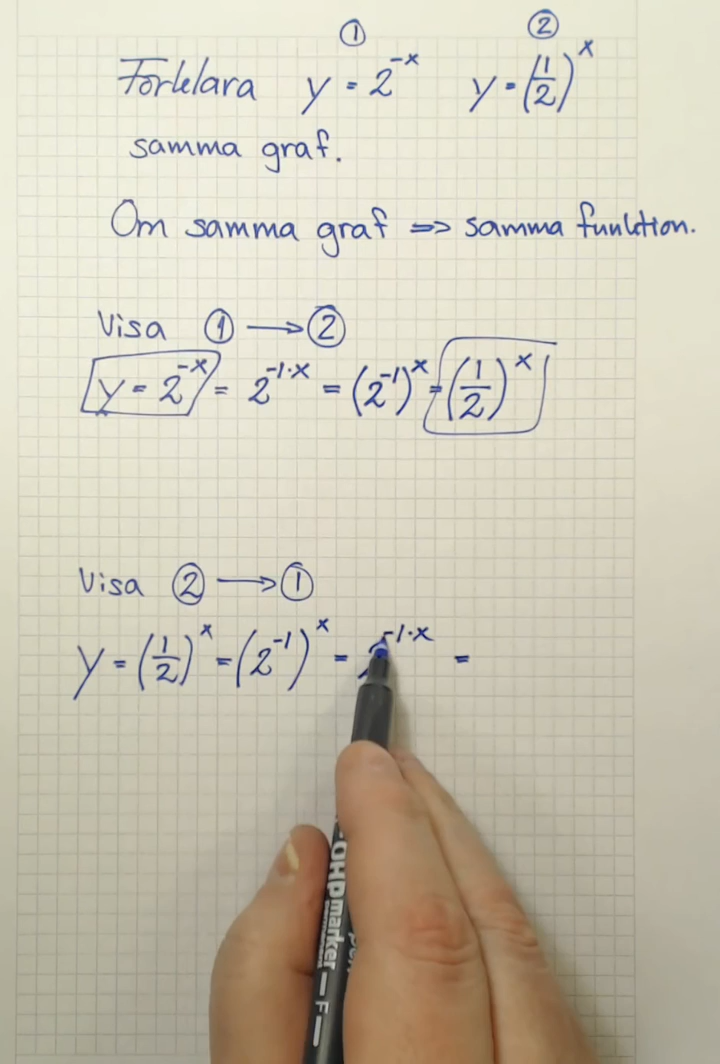 ① ②
Förklara y = 2^{-x} y = (1/2)^x
samma graf.
Om samma graf => samma funktion.
Visa ① → ②
y = 2^{-x} = 2^{-1·x} = (2^{-1})^x = (1/2)^x
Visa ② → ①
y = (1/2)^x = (2^{-1})^x = ^{-1·x} =
OHPmarker — F —